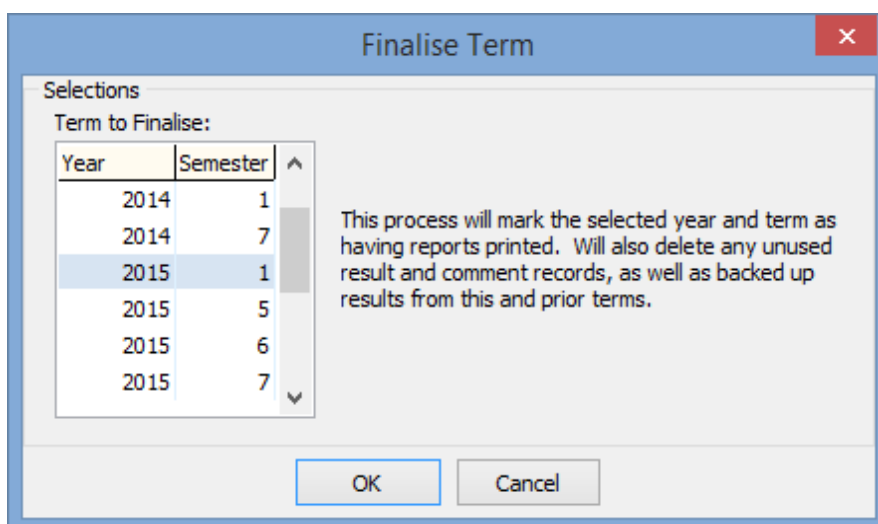 Finalise Term
Selections
Term to Finalise:
Year Semester
2014 1
2014 7
2015 1
2015 5
2015 6
2015 7
This process will mark the selected year and term as
having reports printed. Will also delete any unused
result and comment records, as well as backed up
results from this and prior terms.
OK Cancel